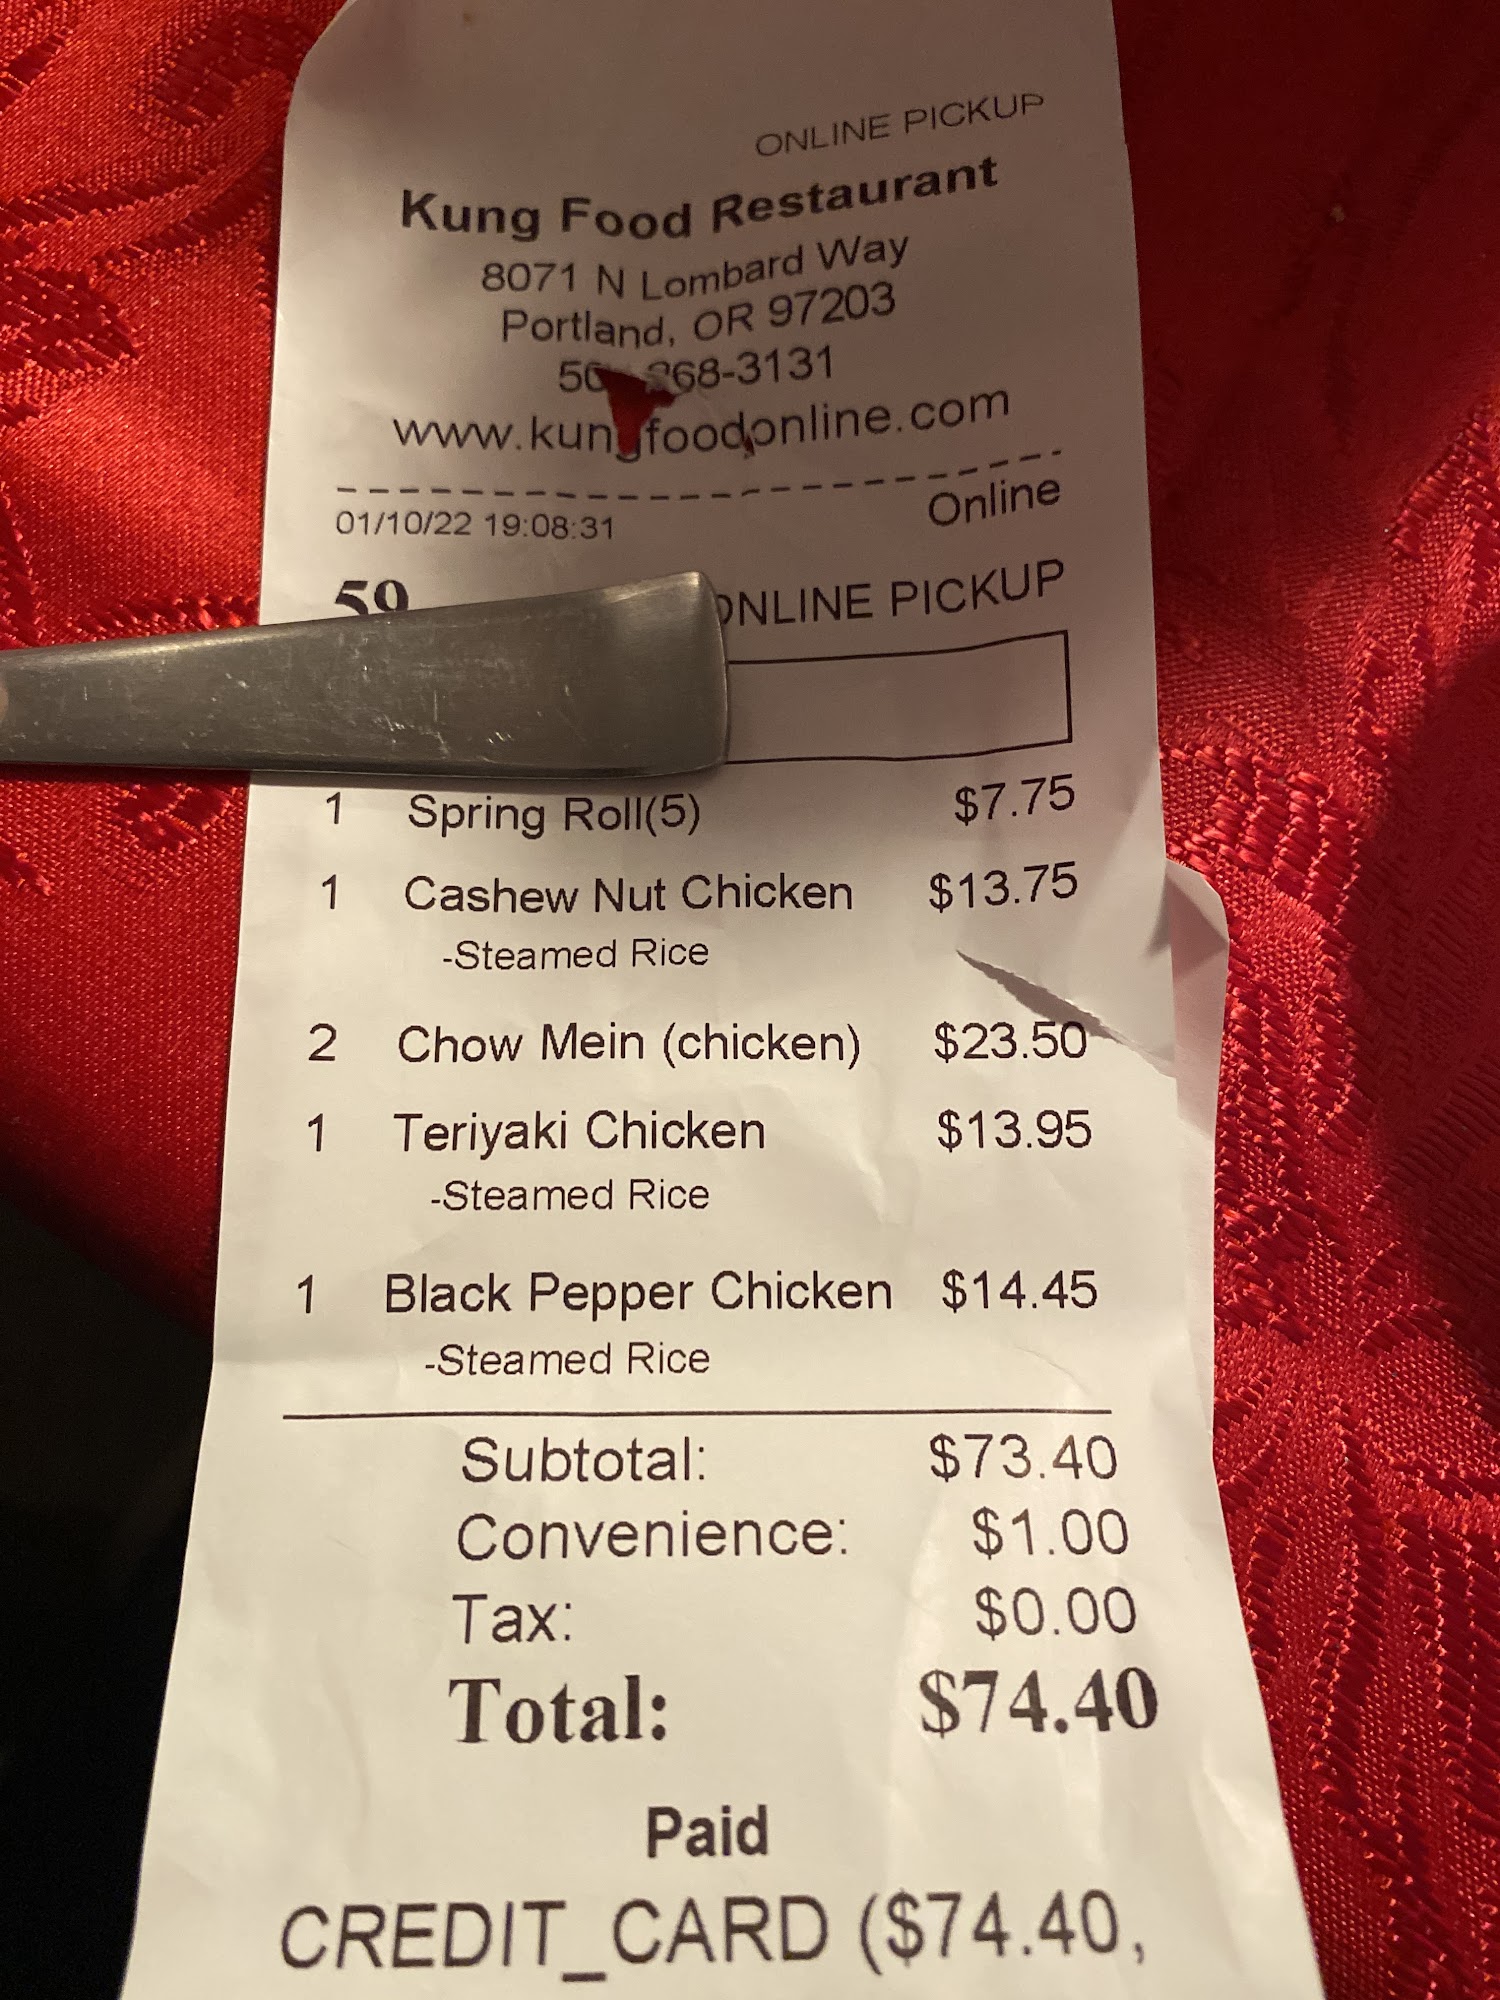 ONLINE PICKUP
Kung Food Restaurant
8071 N Lombard Way
Portland, OR 97203
68-3131
www.kungfoodonline.com
01/10/22 19:08:31 Online
59 ONLINE PICKUP
1 Spring Roll(5) $7.75
1 Cashew Nut Chicken $13.75
-Steamed Rice
2 Chow Mein (chicken) $23.50
1 Teriyaki Chicken $13.95
-Steamed Rice
1 Black Pepper Chicken $14.45
-Steamed Rice
Subtotal: $73.40
Convenience: $1.00
Tax: $0.00
Total: $74.40
Paid
CREDIT_CARD ($74.40,